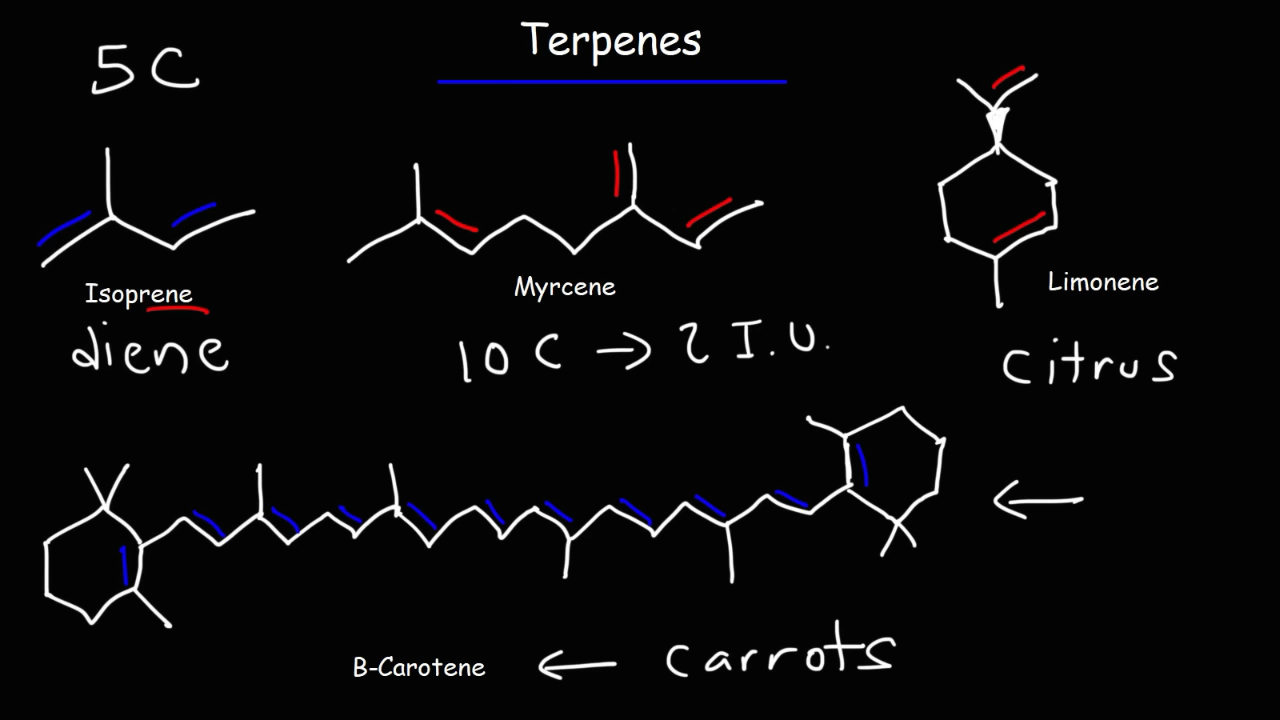 Terpenes
5C
Isoprene
Myrcene
Limonene
diene
10 C → 2 I.U.
citrus
B-Carotene ← carrots